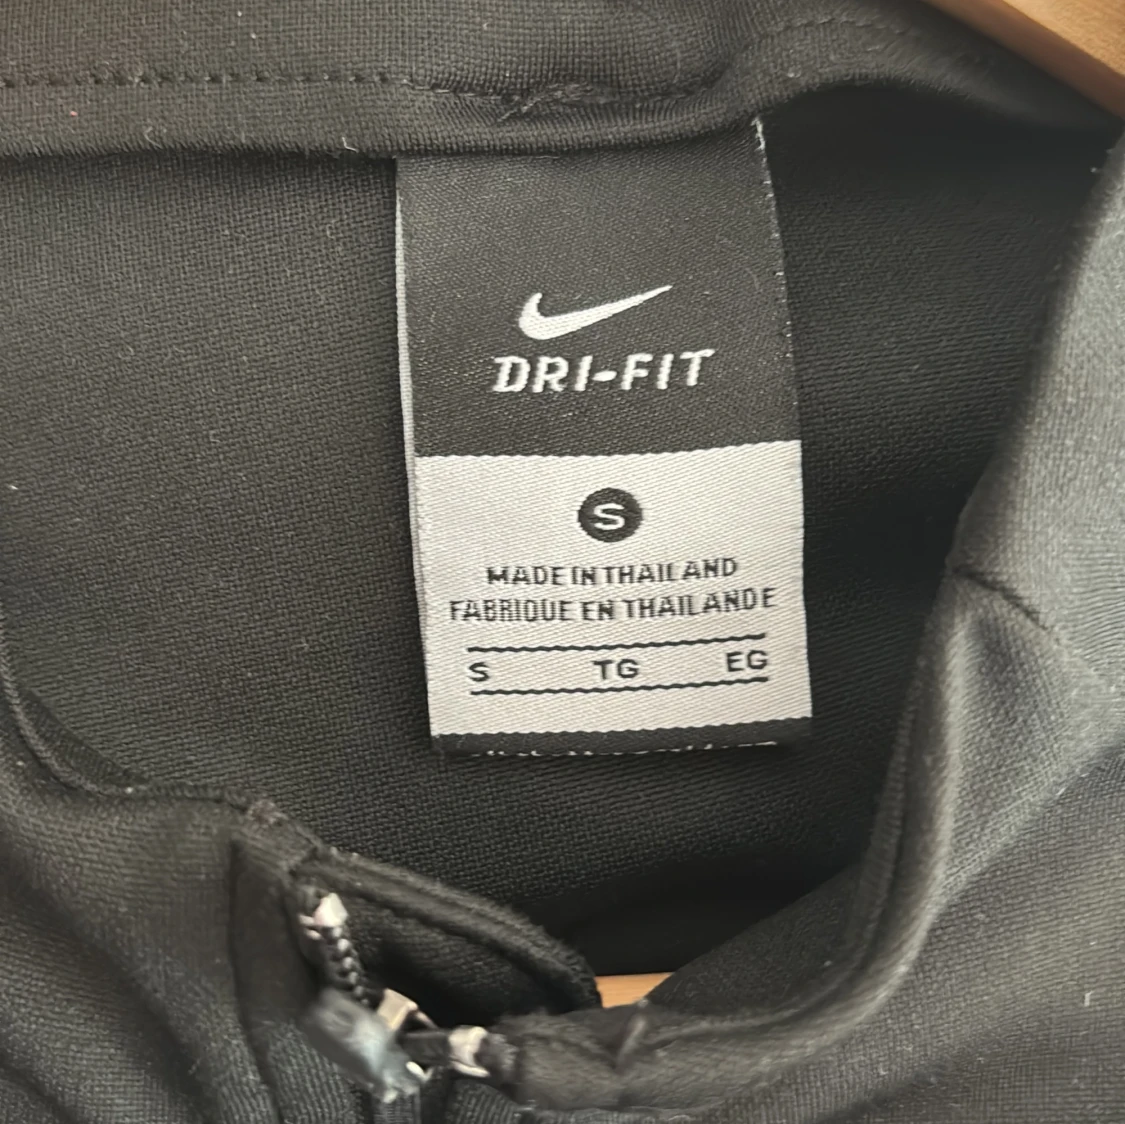 DRI-FIT
S
MADE IN THAILAND
FABRIQUE EN THAILANDE
S TG EG